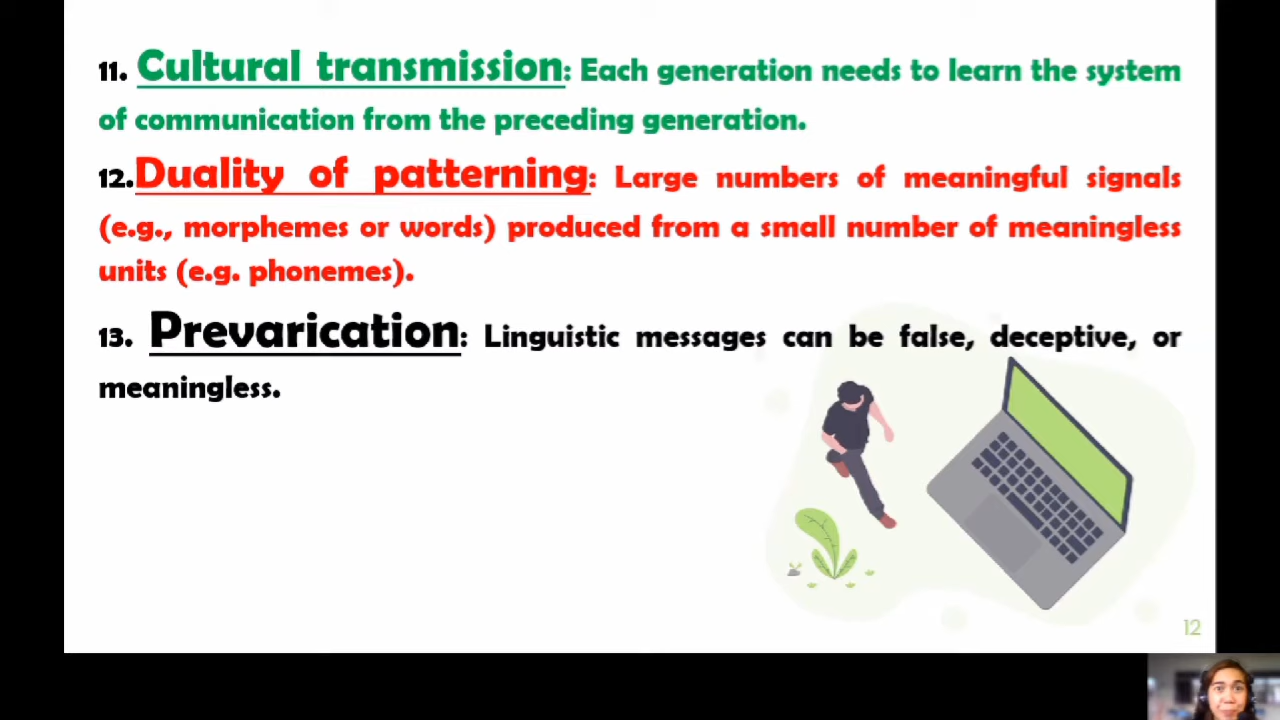 11. Cultural transmission: Each generation needs to learn the system
of communication from the preceding generation.
12.Duality of patterning: Large numbers of meaningful signals
(e.g., morphemes or words) produced from a small number of meaningless
units (e.g. phonemes).
13. Prevarication: Linguistic messages can be false, deceptive, or
meaningless.
12